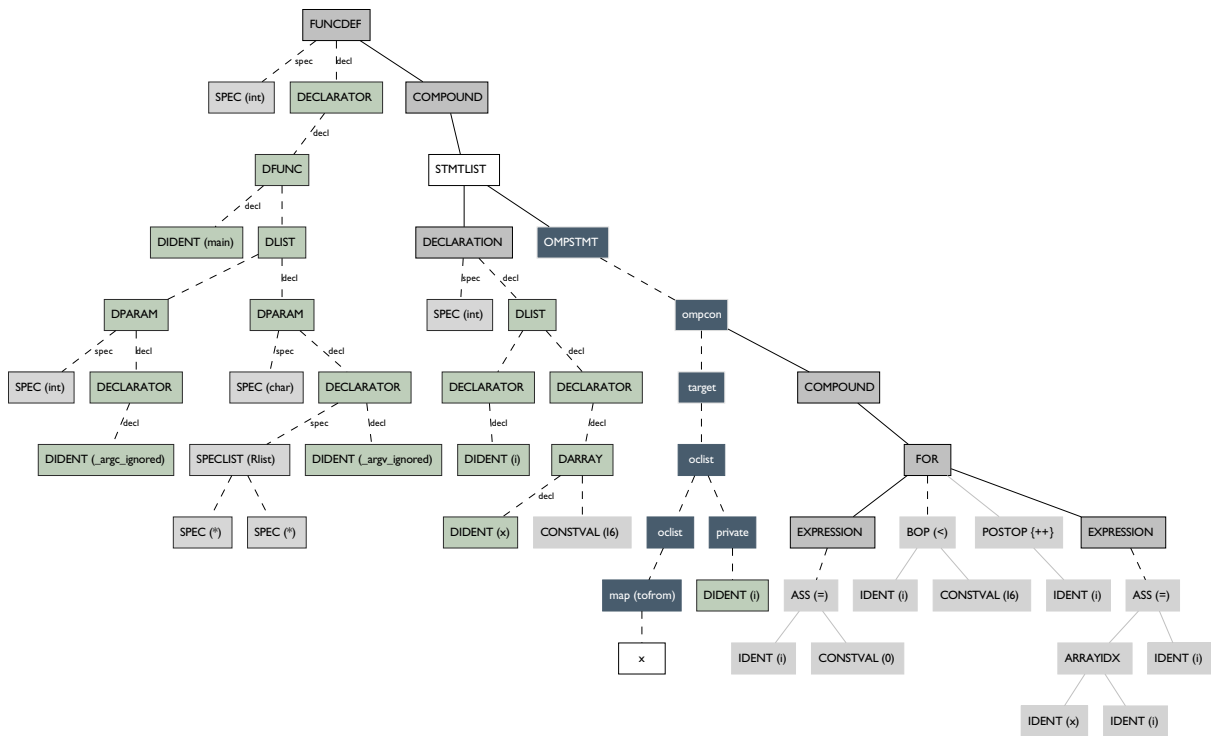 FUNCDEF
spec
decl
SPEC (int)
DECLARATOR
COMPOUND
decl
DFUNC
STMTLIST
decl
DIDENT (main)
DLIST
DECLARATION
OMPSTMT
decl
spec
decl
DPARAM
DPARAM
SPEC (int)
DLIST
ompcon
spec
decl
spec
decl
decl
SPEC (int)
DECLARATOR
SPEC (char)
DECLARATOR
DECLARATOR
DECLARATOR
target
COMPOUND
decl
spec
decl
decl
decl
DIDENT (_argc_ignored)
SPECLIST (Rlist)
DIDENT (_argv_ignored)
DIDENT (i)
DARRAY
oclist
FOR
decl
SPEC (*)
SPEC (*)
DIDENT (x)
CONSTVAL (16)
oclist
private
EXPRESSION
BOP (<)
POSTOP {++}
EXPRESSION
map (tofrom)
DIDENT (i)
ASS (=)
IDENT (i)
CONSTVAL (16)
IDENT (i)
ASS (=)
x
IDENT (i)
CONSTVAL (0)
ARRAYIDX
IDENT (i)
IDENT (x)
IDENT (i)